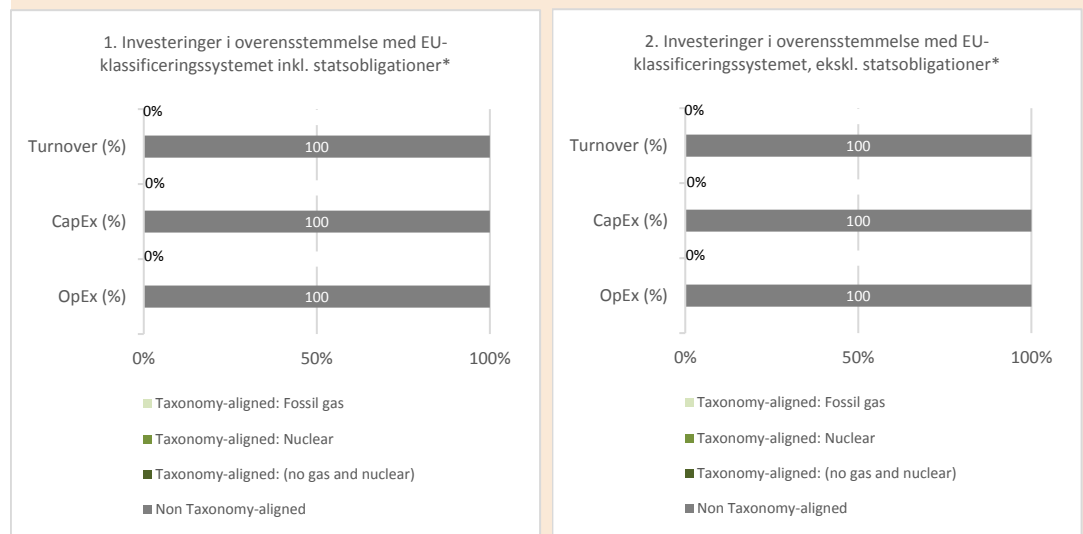 1. Investeringer i overensstemmelse med EU-
klassificeringssystemet inkl. statsobligationer*
0%
Turnover (%)
100
0%
CapEx (%)
100
0%
OpEx (%)
100
0%
50%
100%
Taxonomy-aligned: Fossil gas
Taxonomy-aligned: Nuclear
Taxonomy-aligned: (no gas and nuclear)
Non Taxonomy-aligned
2. Investeringer i overensstemmelse med EU-
klassificeringssystemet, ekskl. statsobligationer*
0%
Turnover (%)
100
0%
CapEx (%)
100
0%
OpEx (%)
100
0%
50%
100%
Taxonomy-aligned: Fossil gas
Taxonomy-aligned: Nuclear
Taxonomy-aligned: (no gas and nuclear)
Non Taxonomy-aligned